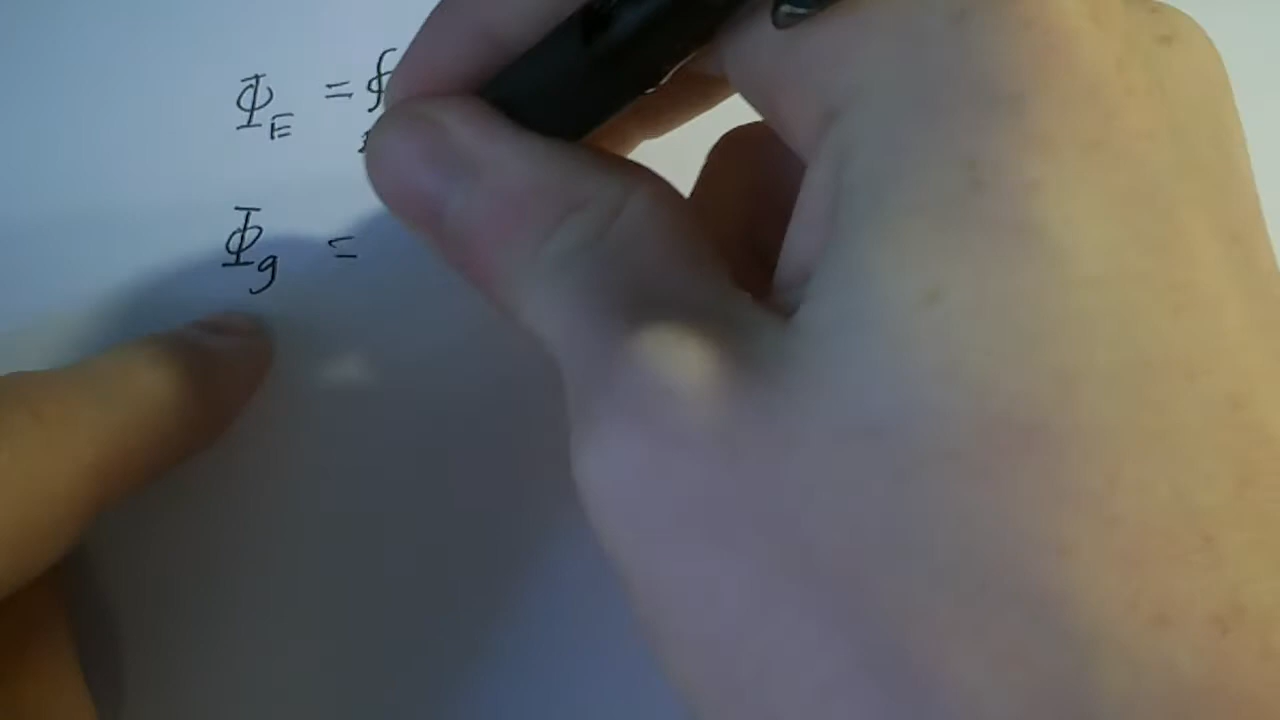 Φ_E = ∮
Φ_g =